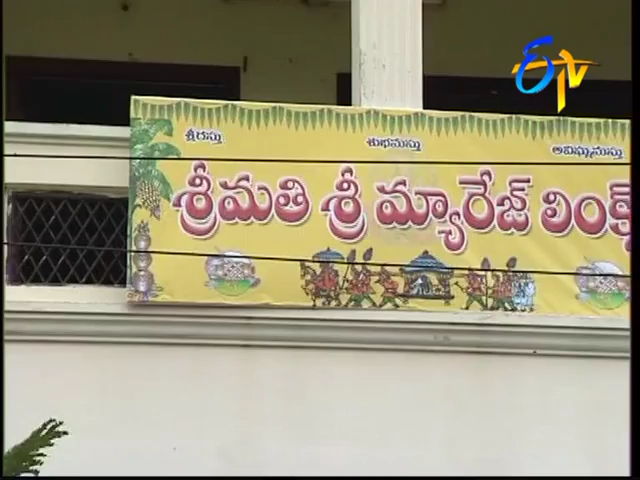 ETV
శ్రీరస్తు శుభమస్తు అవిఘ్నమస్తు
శ్రీమతి శ్రీ మ్యారేజ్ లింక్స్